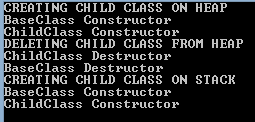 CREATING CHILD CLASS ON HEAP
BaseClass Constructor
ChildClass Constructor
DELETING CHILD CLASS FROM HEAP
ChildClass Destructor
BaseClass Destructor
CREATING CHILD CLASS ON STACK
BaseClass Constructor
ChildClass Constructor